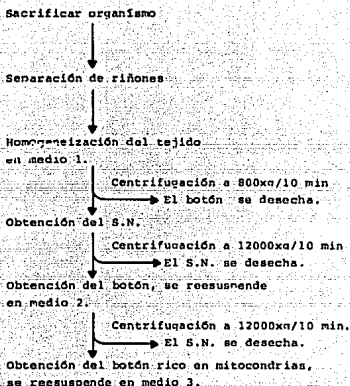 Sacrificar organismo
Separación de riñones
Homogeneización del tejido
en medio 1.
Centrifugación a 800xg/10 min
El botón se desecha.
Obtención del S.N.
Centrifugación a 12000xg/10 min
El S.N. se desecha.
Obtención del botón, se reesuspende
en medio 2.
Centrifugación a 12000xg/10 min.
El S.N. se desecha.
Obtención del botón rico en mitocondrias,
se reesuspende en medio 3.